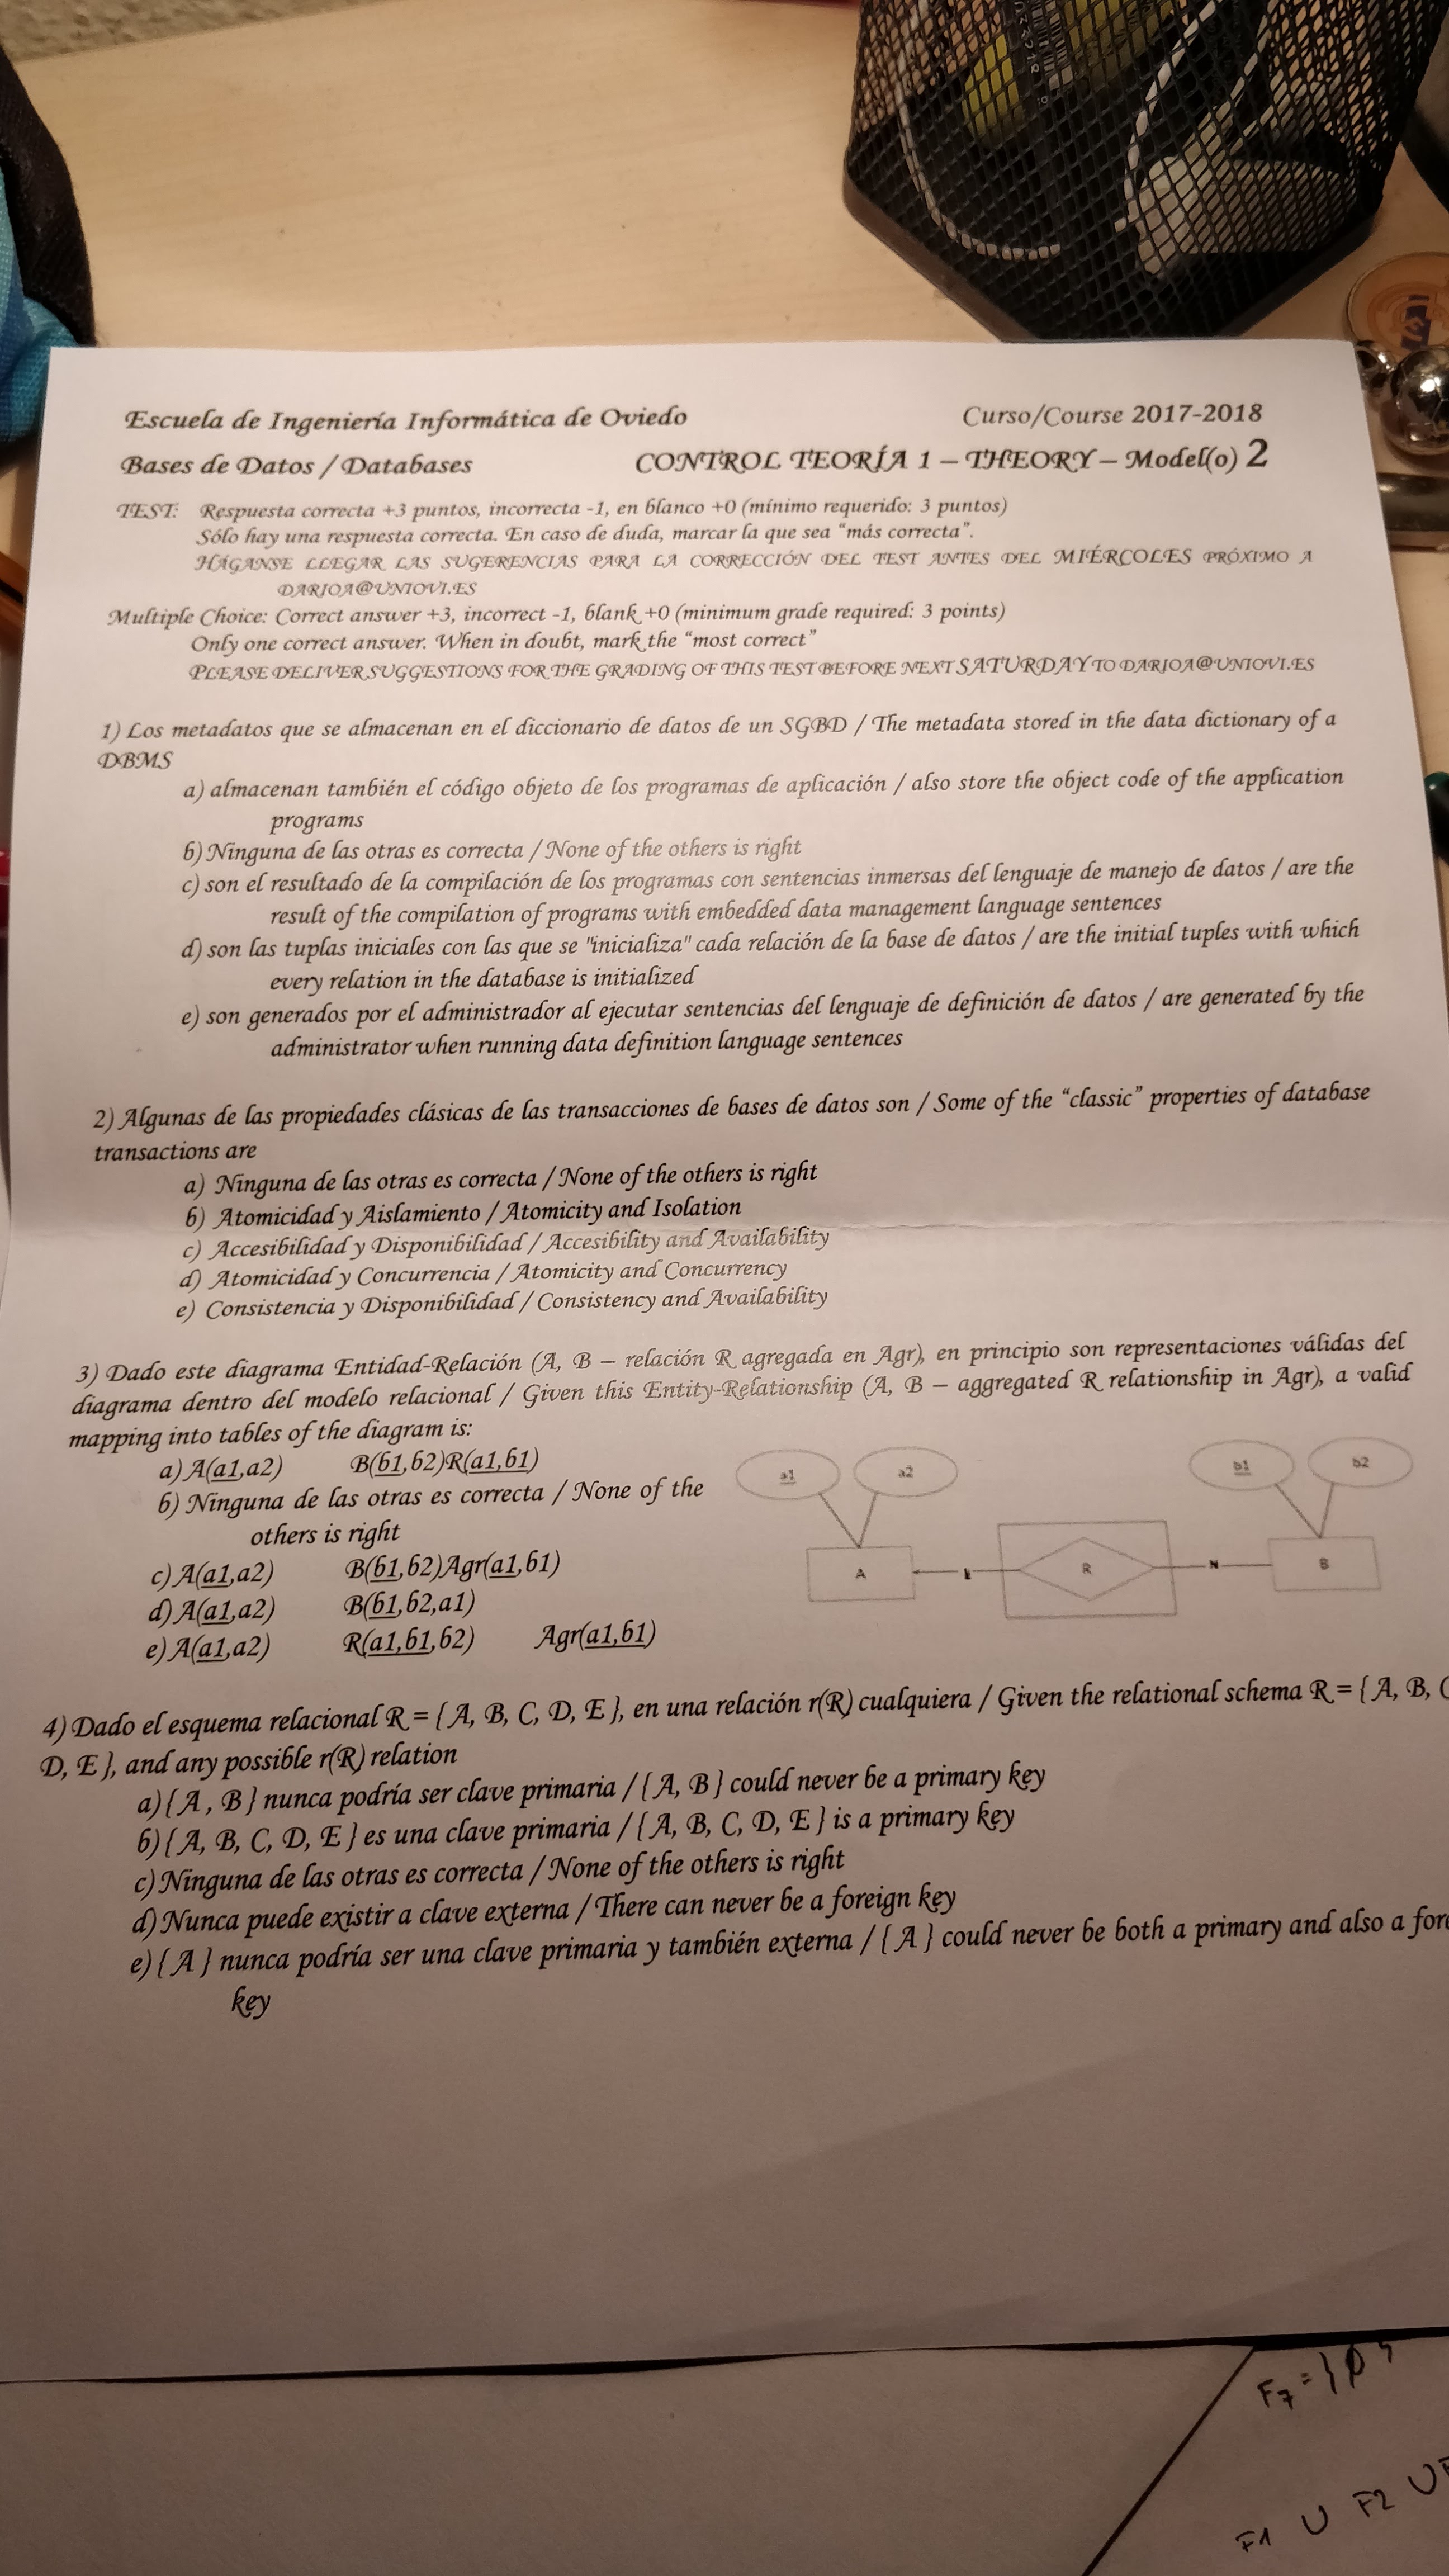 Escuela de Ingeniería Informática de Oviedo Curso/Course 2017-2018
Bases de Datos / Databases CONTROL TEORÍA 1 – THEORY – Model(o) 2
TEST: Respuesta correcta +3 puntos, incorrecta -1, en blanco +0 (mínimo requerido: 3 puntos)
Sólo hay una respuesta correcta. En caso de duda, marcar la que sea “más correcta”.
HÁGANSE LLEGAR LAS SUGERENCIAS PARA LA CORRECCIÓN DEL TEST ANTES DEL MIÉRCOLES PRÓXIMO A
DARIOA@UNIOVI.ES
Multiple Choice: Correct answer +3, incorrect -1, blank +0 (minimum grade required: 3 points)
Only one correct answer. When in doubt, mark the “most correct”
PLEASE DELIVER SUGGESTIONS FOR THE GRADING OF THIS TEST BEFORE NEXT SATURDAY TO DARIOA@UNIOVI.ES
1) Los metadatos que se almacenan en el diccionario de datos de un SGBD / The metadata stored in the data dictionary of a
DBMS
a) almacenan también el código objeto de los programas de aplicación / also store the object code of the application
programs
b) Ninguna de las otras es correcta / None of the others is right
c) son el resultado de la compilación de los programas con sentencias inmersas del lenguaje de manejo de datos / are the
result of the compilation of programs with embedded data management language sentences
d) son las tuplas iniciales con las que se "inicializa" cada relación de la base de datos / are the initial tuples with which
every relation in the database is initialized
e) son generados por el administrador al ejecutar sentencias del lenguaje de definición de datos / are generated by the
administrator when running data definition language sentences
2) Algunas de las propiedades clásicas de las transacciones de bases de datos son / Some of the “classic” properties of database
transactions are
a) Ninguna de las otras es correcta / None of the others is right
b) Atomicidad y Aislamiento / Atomicity and Isolation
c) Accesibilidad y Disponibilidad / Accesibility and Availability
d) Atomicidad y Concurrencia / Atomicity and Concurrency
e) Consistencia y Disponibilidad / Consistency and Availability
3) Dado este diagrama Entidad-Relación (A, B – relación R agregada en Agr), en principio son representaciones válidas del
diagrama dentro del modelo relacional / Given this Entity-Relationship (A, B – aggregated R relationship in Agr), a valid
mapping into tables of the diagram is:
a) A(a1,a2) B(b1,b2)R(a1,b1)
b) Ninguna de las otras es correcta / None of the
others is right
c) A(a1,a2) B(b1,b2)Agr(a1,b1)
d) A(a1,a2) B(b1,b2,a1)
e) A(a1,a2) R(a1,b1,b2) Agr(a1,b1)
a1 a2 b1 b2
A 1 R N B
4) Dado el esquema relacional R = { A, B, C, D, E }, en una relación r(R) cualquiera / Given the relational schema R = { A, B,
D, E }, and any possible r(R) relation
a) { A , B } nunca podría ser clave primaria / { A, B } could never be a primary key
b) { A, B, C, D, E } es una clave primaria / { A, B, C, D, E } is a primary key
c) Ninguna de las otras es correcta / None of the others is right
d) Nunca puede existir a clave externa / There can never be a foreign key
e) { A } nunca podría ser una clave primaria y también externa / { A } could never be both a primary and also a
key
F7 = {
F1 U F2 U